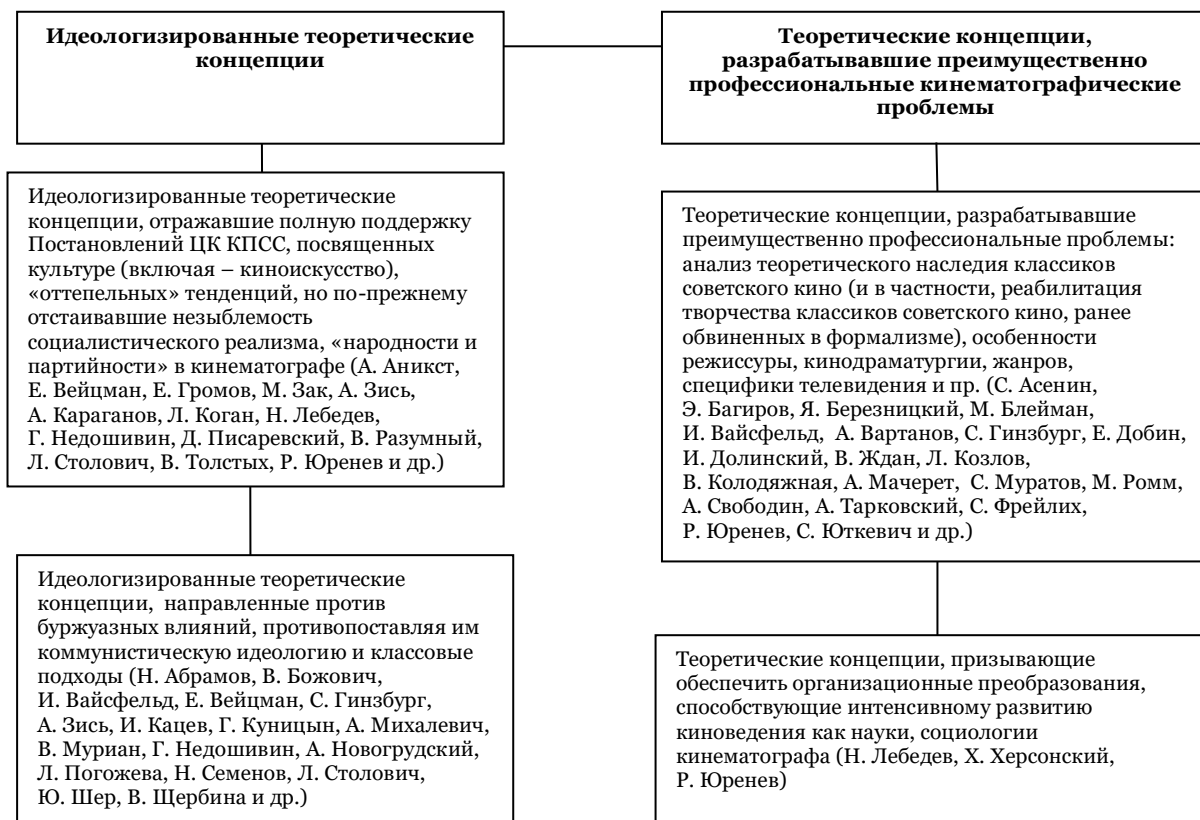 Идеологизированные теоретические
концепции
Теоретические концепции,
разрабатывавшие преимущественно
профессиональные кинематографические
проблемы
Идеологизированные теоретические
концепции, отражавшие полную поддержку
Постановлений ЦК КПСС, посвященных
культуре (включая – киноискусство),
«оттепельных» тенденций, но по-прежнему
отстаивавшие незыблемость
социалистического реализма, «народности и
партийности» в кинематографе (А. Аникст,
Е. Вейцман, Е. Громов, М. Зак, А. Зись,
А. Караганов, Л. Коган, Н. Лебедев,
Г. Недошивин, Д. Писаревский, В. Разумный,
Л. Столович, В. Толстых, Р. Юренев и др.)
Теоретические концепции, разрабатывавшие
преимущественно профессиональные проблемы:
анализ теоретического наследия классиков
советского кино (и в частности, реабилитация
творчества классиков советского кино, ранее
обвиненных в формализме), особенности
режиссуры, кинодраматургии, жанров,
специфики телевидения и пр. (С. Асенин,
Э. Багиров, Я. Березницкий, М. Блейман,
И. Вайсфельд, А. Вартанов, С. Гинзбург, Е. Добин,
И. Долинский, В. Ждан, Л. Козлов,
В. Колодяжная, А. Мачерет, С. Муратов, М. Ромм,
А. Свободин, А. Тарковский, С. Фрейлих,
Р. Юренев, С. Юткевич и др.)
Идеологизированные теоретические
концепции, направленные против
буржуазных влияний, противопоставляя им
коммунистическую идеологию и классовые
подходы (Н. Абрамов, В. Божович,
И. Вайсфельд, Е. Вейцман, С. Гинзбург,
А. Зись, И. Кацев, Г. Куницын, А. Михалевич,
В. Муриан, Г. Недошивин, А. Новогрудский,
Л. Погожева, Н. Семенов, Л. Столович,
Ю. Шер, В. Щербина и др.)
Теоретические концепции, призывающие
обеспечить организационные преобразования,
способствующие интенсивному развитию
киноведения как науки, социологии
кинематографа (Н. Лебедев, Х. Херсонский,
Р. Юренев)